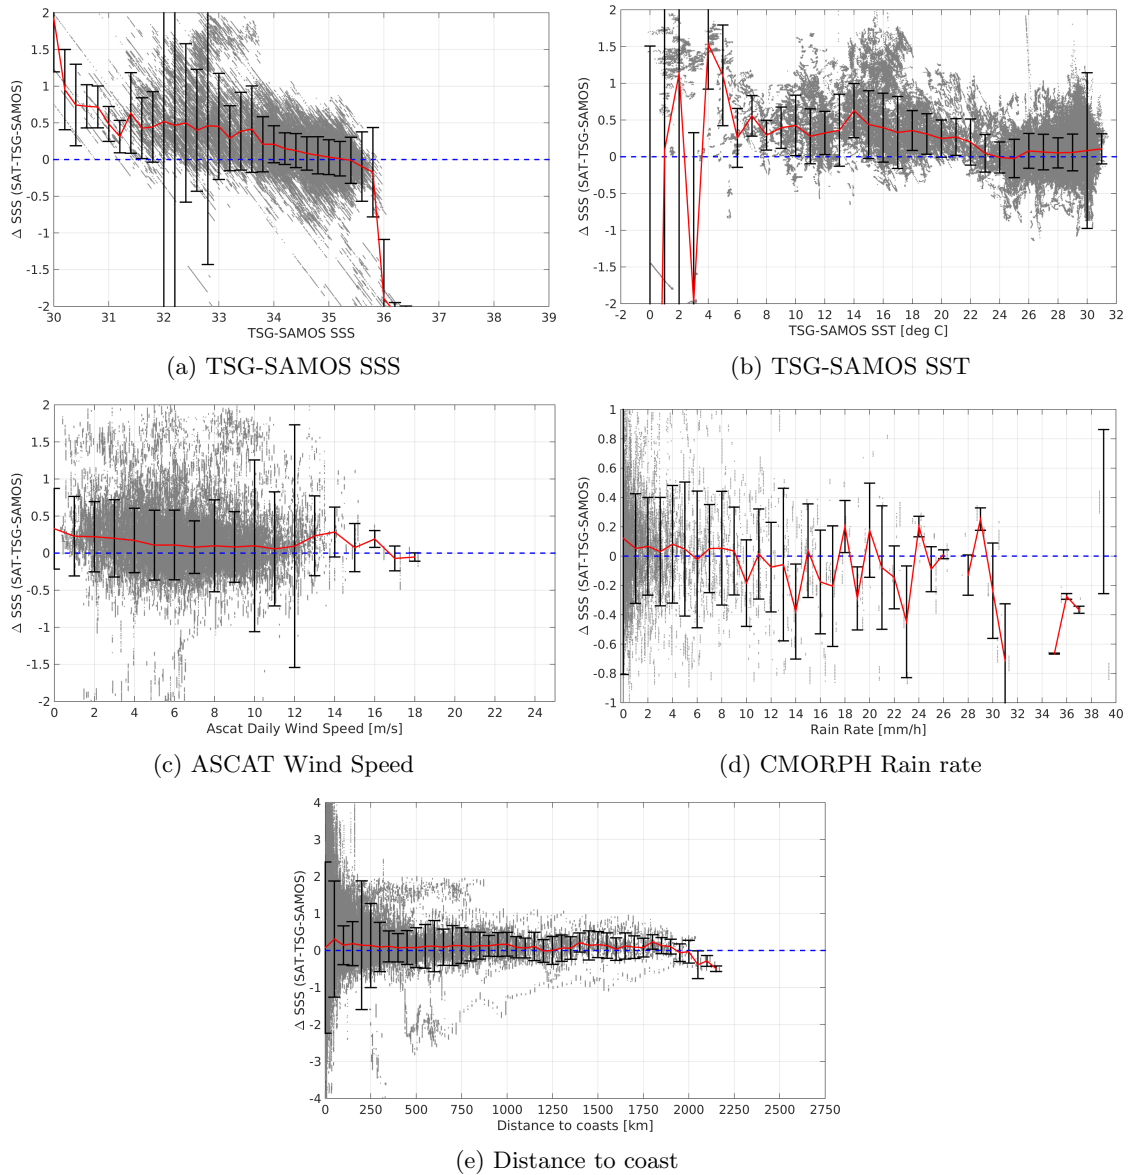 2
1.5
1
0.5
0
-0.5
-1
-1.5
-2
Δ SSS (SAT-TSG-SAMOS)
30 31 32 33 34 35 36 37 38 39
TSG-SAMOS SSS
(a) TSG-SAMOS SSS
2
1.5
1
0.5
0
-0.5
-1
-1.5
-2
Δ SSS (SAT-TSG-SAMOS)
-2 0 2 4 6 8 10 12 14 16 18 20 22 24 26 28 30 32
TSG-SAMOS SST [deg C]
(b) TSG-SAMOS SST
2
1.5
1
0.5
0
-0.5
-1
-1.5
-2
Δ SSS (SAT-TSG-SAMOS)
0 2 4 6 8 10 12 14 16 18 20 22 24
Ascat Daily Wind Speed [m/s]
(c) ASCAT Wind Speed
1
0.8
0.6
0.4
0.2
0
-0.2
-0.4
-0.6
-0.8
-1
Δ SSS (SAT-TSG-SAMOS)
0 2 4 6 8 10 12 14 16 18 20 22 24 26 28 30 32 34 36 38 40
Rain Rate [mm/h]
(d) CMORPH Rain rate
4
3
2
1
0
-1
-2
-3
-4
Δ SSS (SAT-TSG-SAMOS)
0 250 500 750 1000 1250 1500 1750 2000 2250 2500 2750
Distance to coasts [km]
(e) Distance to coast